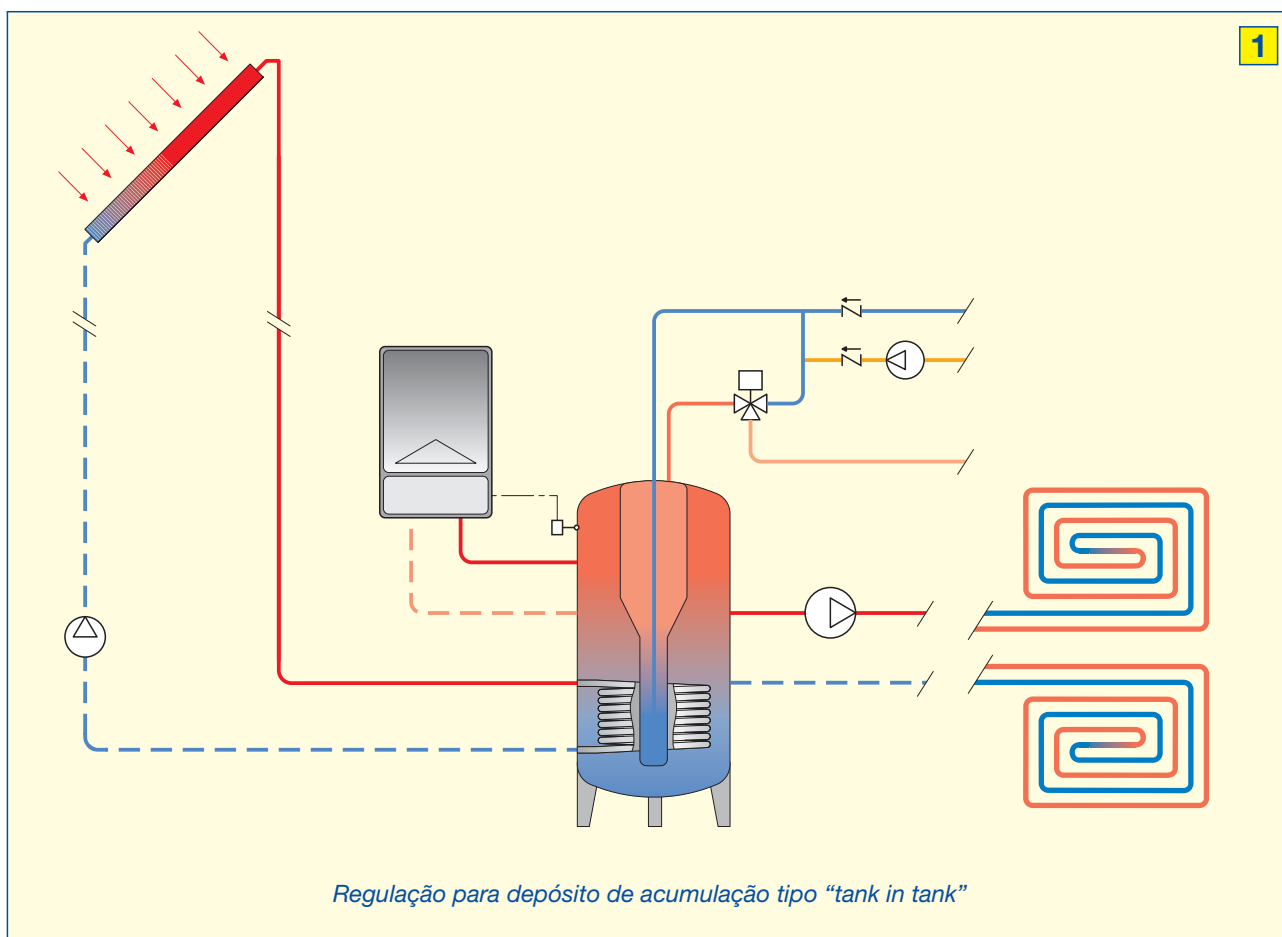 1
Regulação para depósito de acumulação tipo “tank in tank”